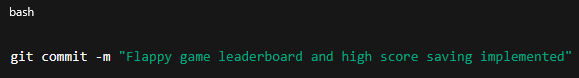 bash
git commit -m "Flappy game leaderboard and high score saving implemented"